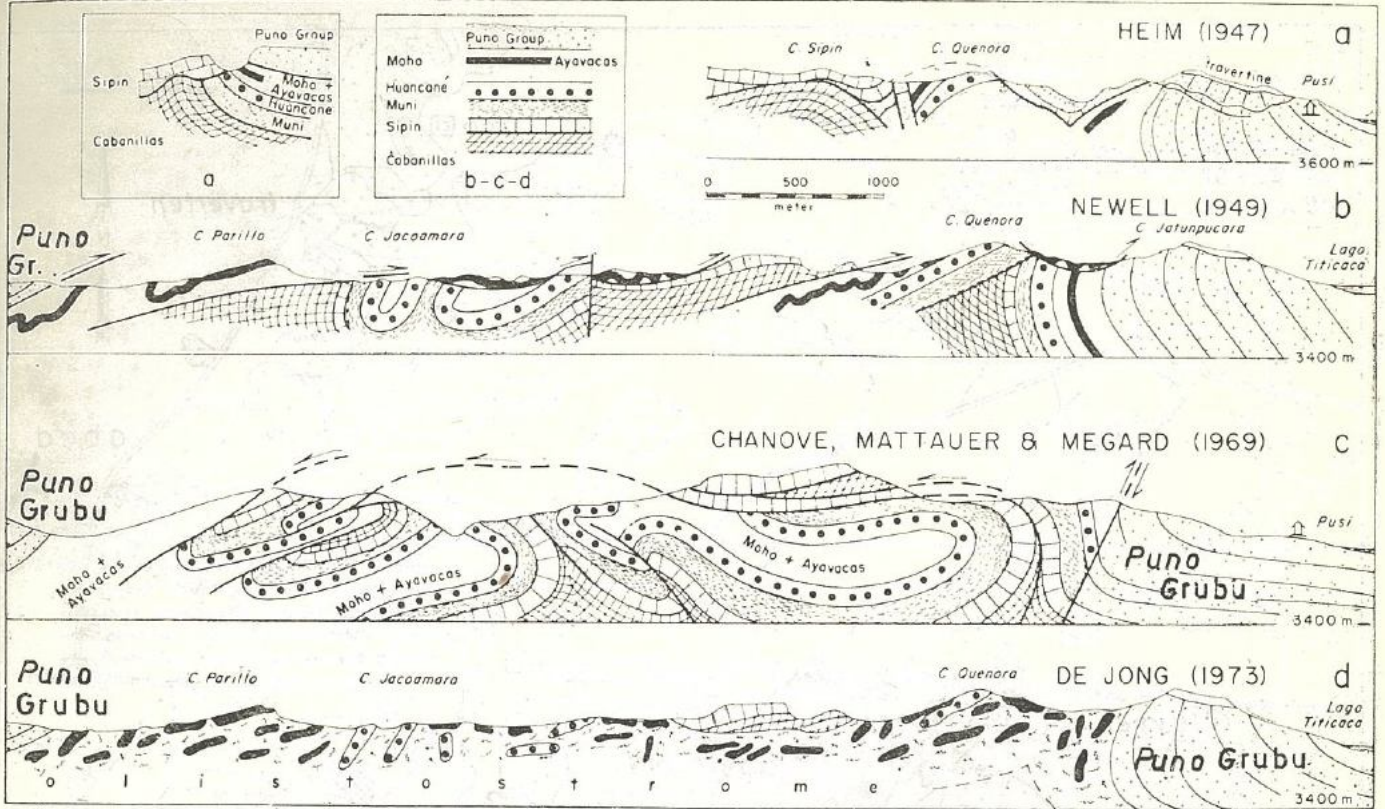 Puno Group
Sipin
Moho +
Ayavacas
Huancane
Muni
Cabanillas
a
Puno Group
Moho
Ayavacas
Huancané
Muni
Sipin
Cabanillas
b-c-d
HEIM (1947)
a
C. Sipin
C. Quenora
travertine
Pusi
3600 m
0 500 1000
meter
NEWELL (1949)
b
Puno
Gr.
C. Parillo
C. Jacoamara
C. Quenora
C. Jatunpucara
Lago
Titicaca
3400 m
CHANOVE, MATTAUER & MEGARD (1969)
c
Puno
Grubu
Moho +
Ayavacas
Moho + Ayavacas
Moho + Ayavacas
Pusi
Puno
Grubu
3400 m
DE JONG (1973)
d
Puno
Grubu
C. Parillo
C. Jacoamara
C. Quenora
Lago
Titicaca
Puno Grubu
olistostrome
3400 m